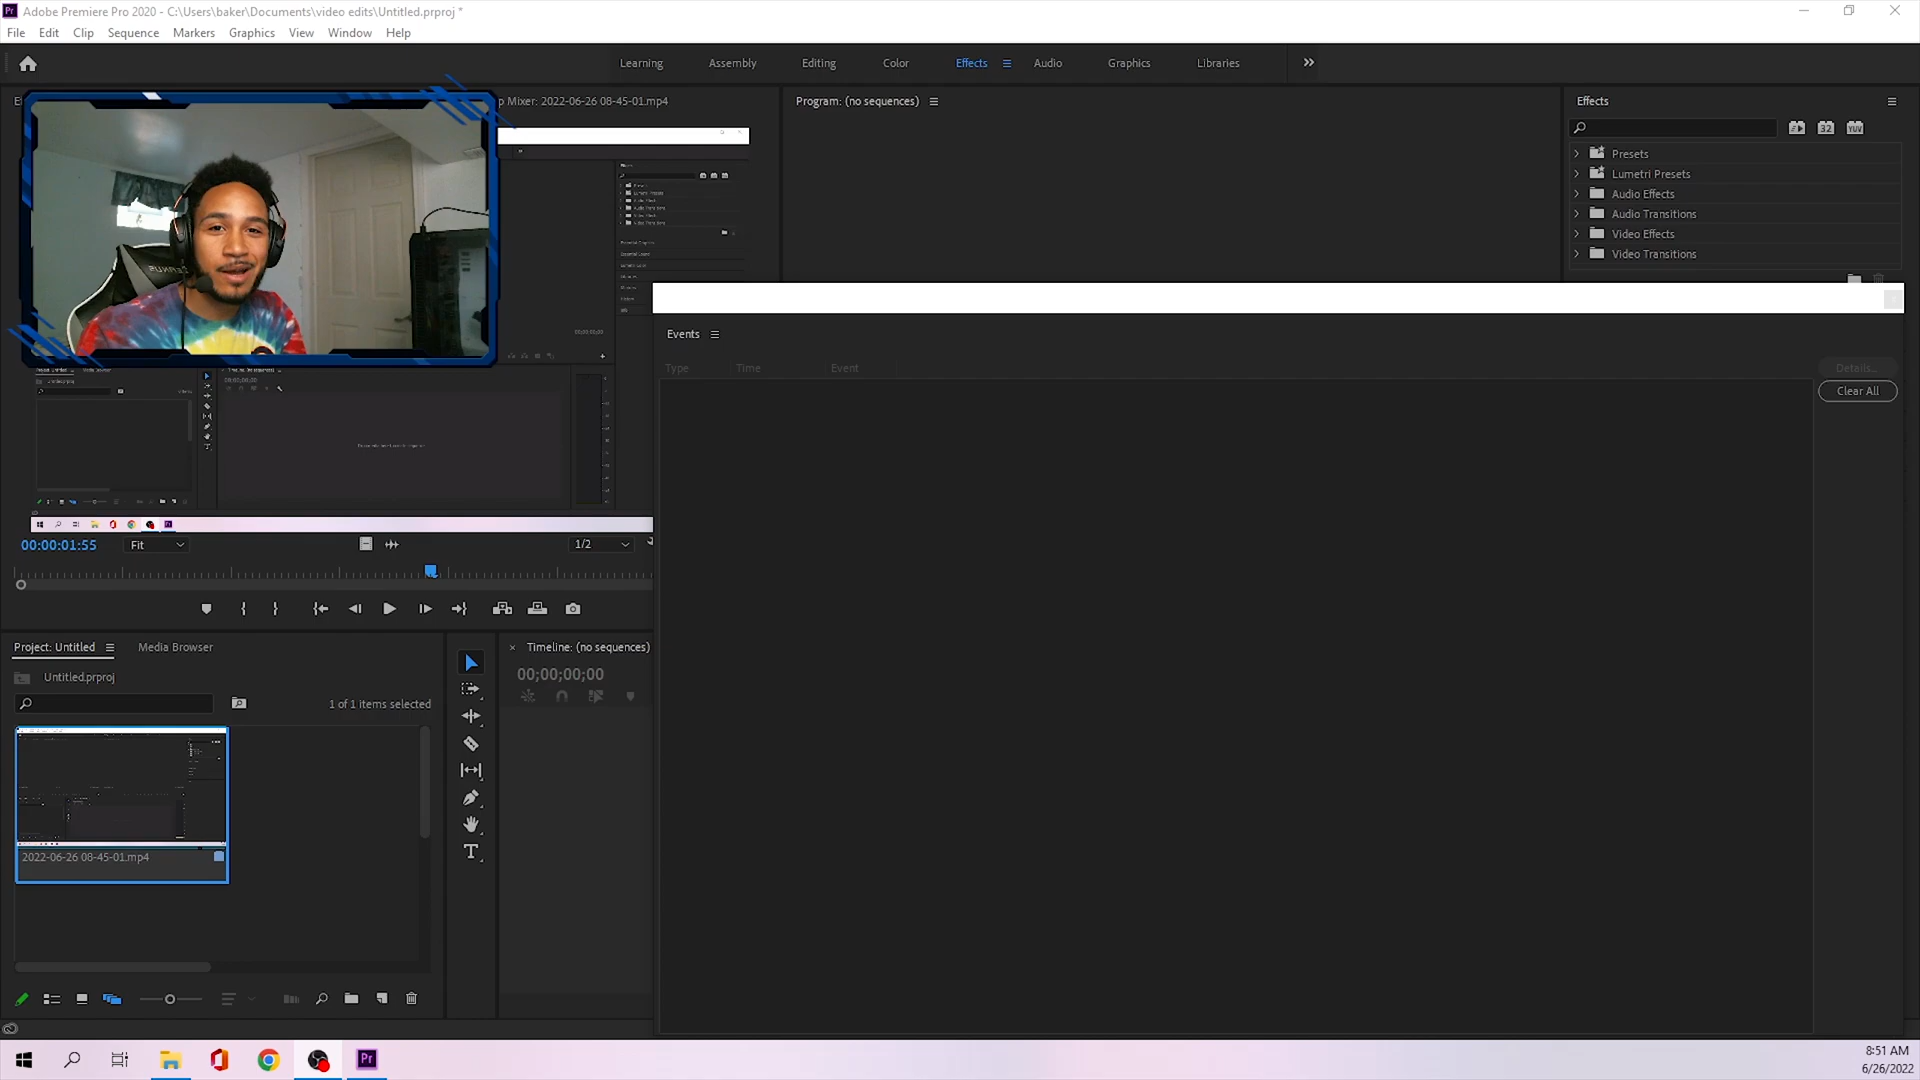 Adobe Premiere Pro 2020 - C:\Users\baker\Documents\video edits\Untitled.prproj *
File Edit Clip Sequence Markers Graphics View Window Help
Learning Assembly Editing Color Effects Audio Graphics Libraries
p Mixer: 2022-06-26 08-45-01.mp4
Program: (no sequences)
Effects
32
YUV
Presets
Lumetri Presets
Audio Effects
Audio Transitions
Video Effects
Video Transitions
Events
Type Time Event
Details...
Clear All
00:00:01:55
Fit
1/2
Project: Untitled
Media Browser
Untitled.prproj
1 of 1 items selected
2022-06-26 08-45-01.mp4
Timeline: (no sequences)
00;00;00;00
8:51 AM
6/26/2022